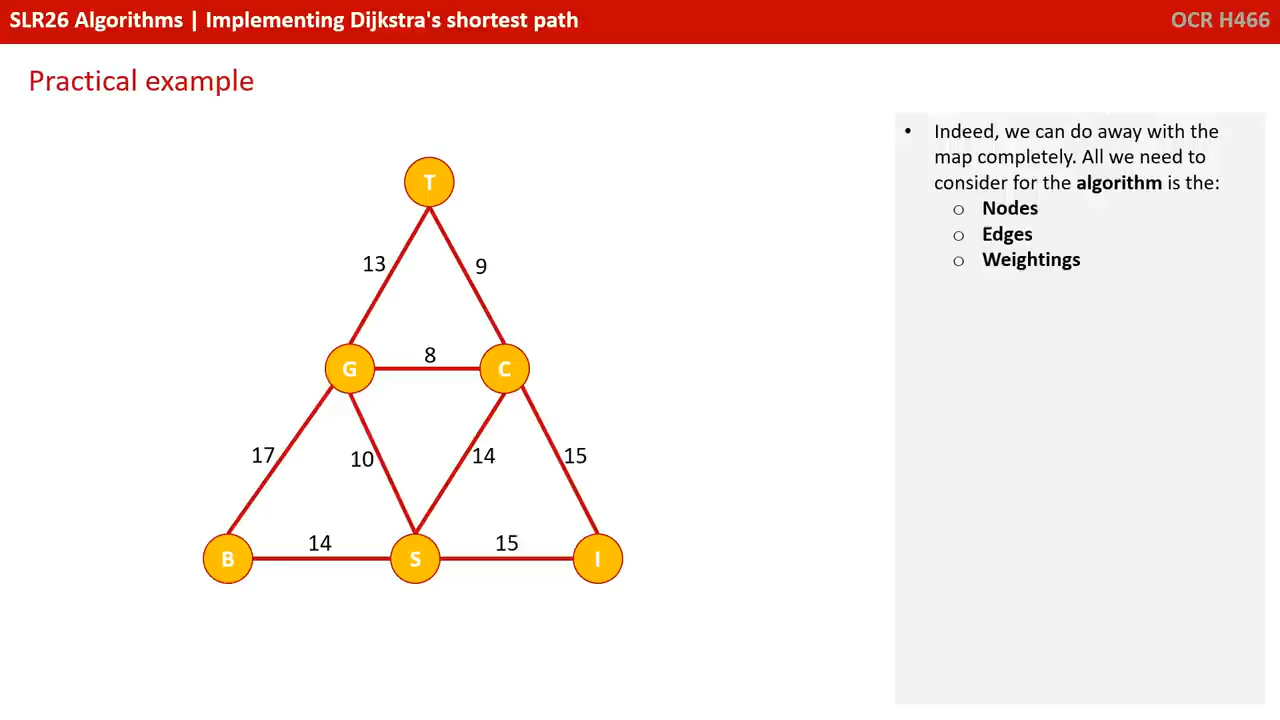 SLR26 Algorithms | Implementing Dijkstra's shortest path
OCR H466
Practical example
• Indeed, we can do away with the
map completely. All we need to
consider for the algorithm is the:
o Nodes
o Edges
o Weightings
T
13
9
G
8
C
17
10
14
15
B
14
S
15
I